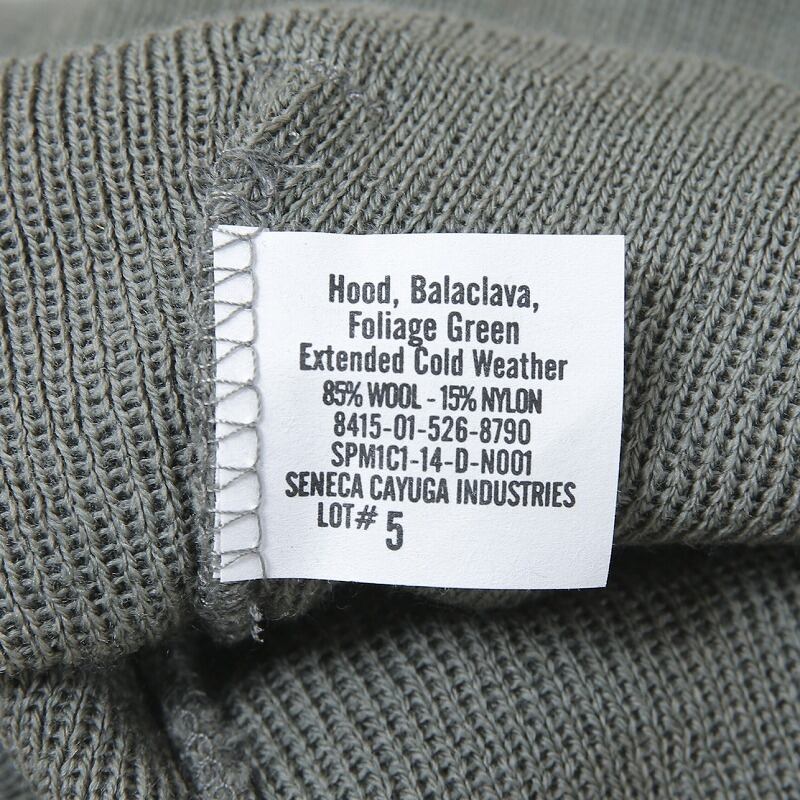 Hood, Balaclava,
Foliage Green
Extended Cold Weather
85% WOOL - 15% NYLON
8415-01-526-8790
SPM1C1-14-D-N001
SENECA CAYUGA INDUSTRIES
LOT# 5